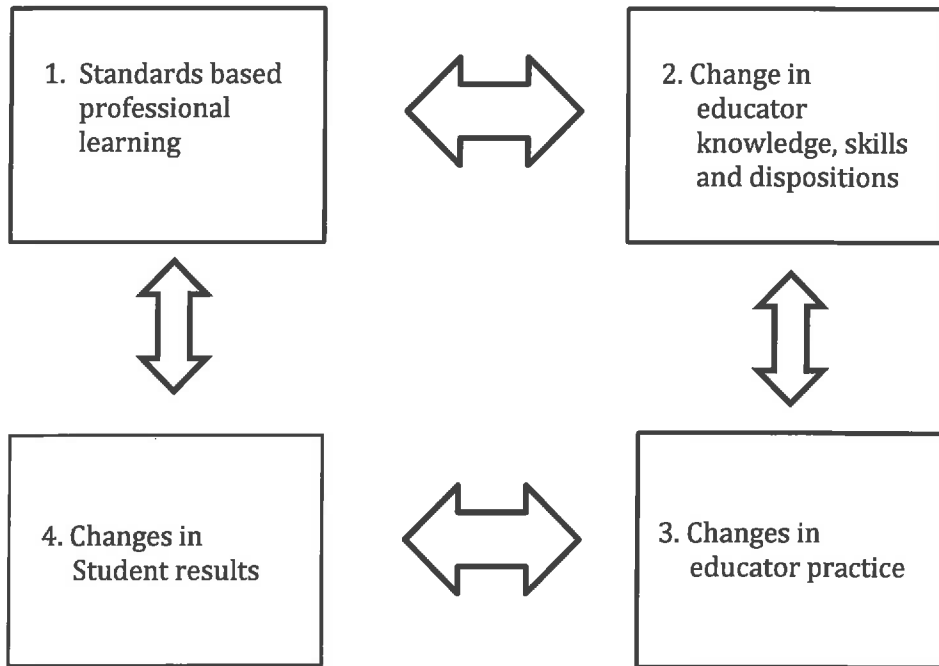 1. Standards based
professional
learning
2. Change in
educator
knowledge, skills
and dispositions
4. Changes in
Student results
3. Changes in
educator practice